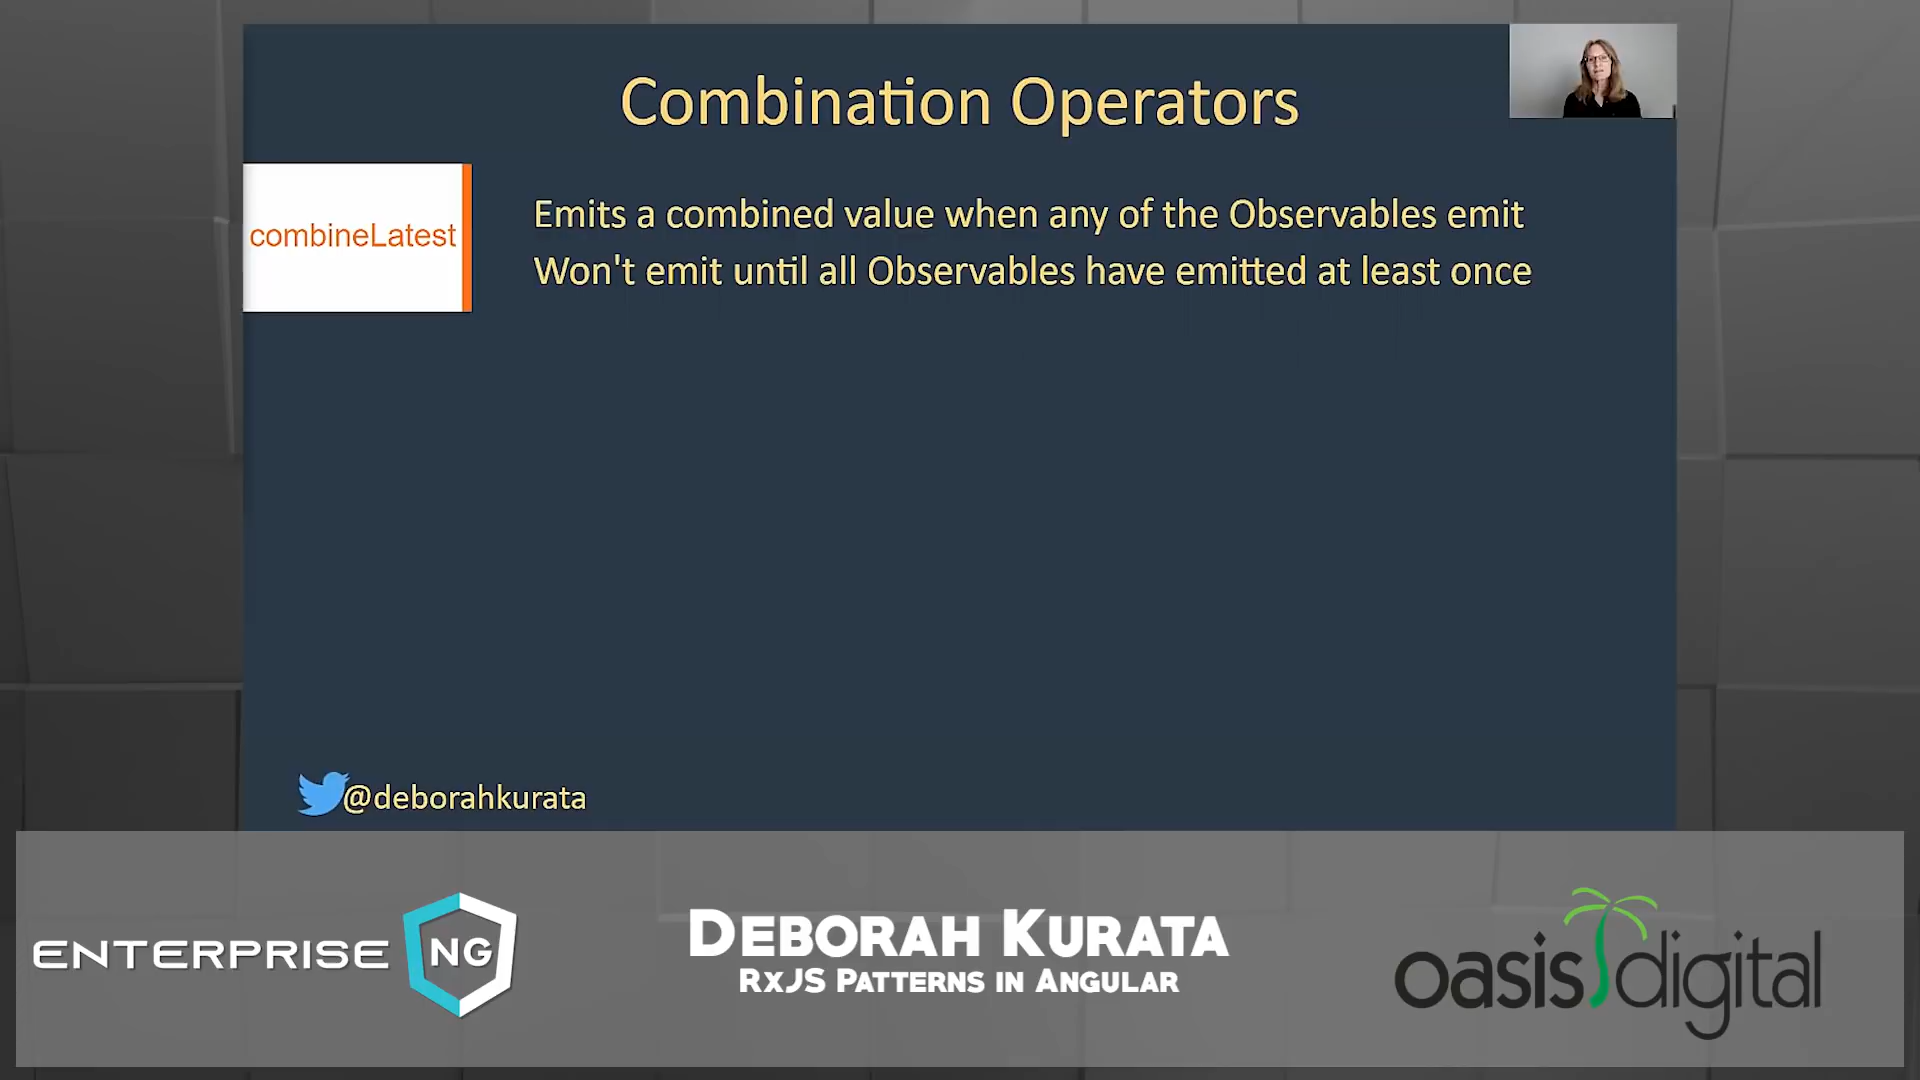 Combination Operators
combineLatest
Emits a combined value when any of the Observables emit
Won't emit until all Observables have emitted at least once
@deborahkurata
ENTERPRISE NG
DEBORAH KURATA
RXJS PATTERNS IN ANGULAR
oasis digital